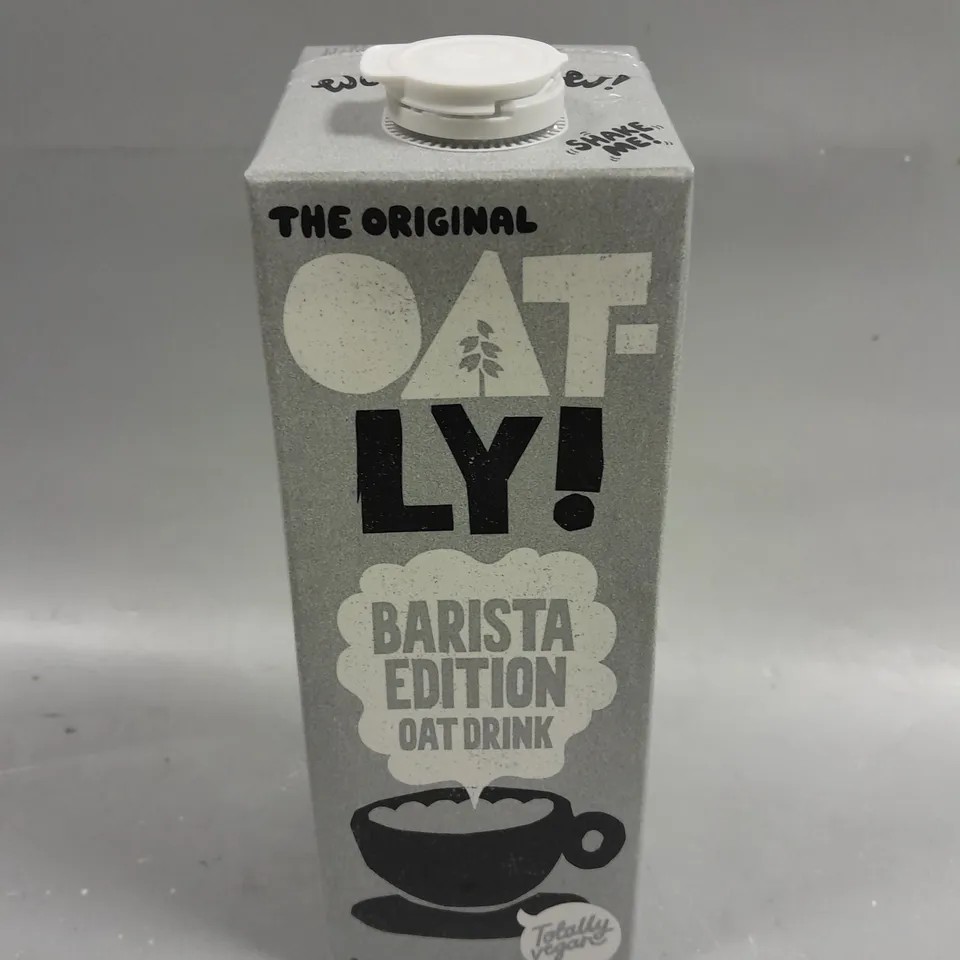 SHAKE
ME!
THE ORIGINAL
OAT-
LY!
BARISTA
EDITION
OAT DRINK
Totally
vegan